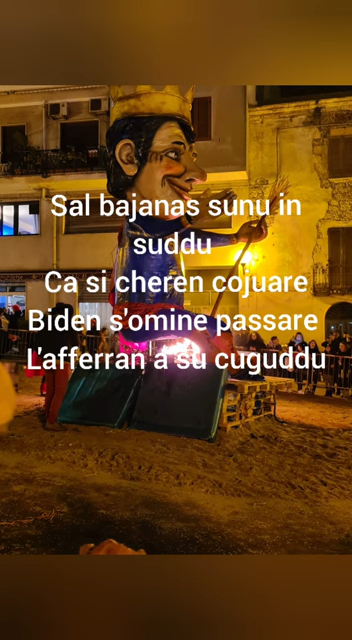 Sal bajanas sunu in
suddu
Ca si cheren cojuare
Biden s'omine passare
L'afferran a su cuguddu